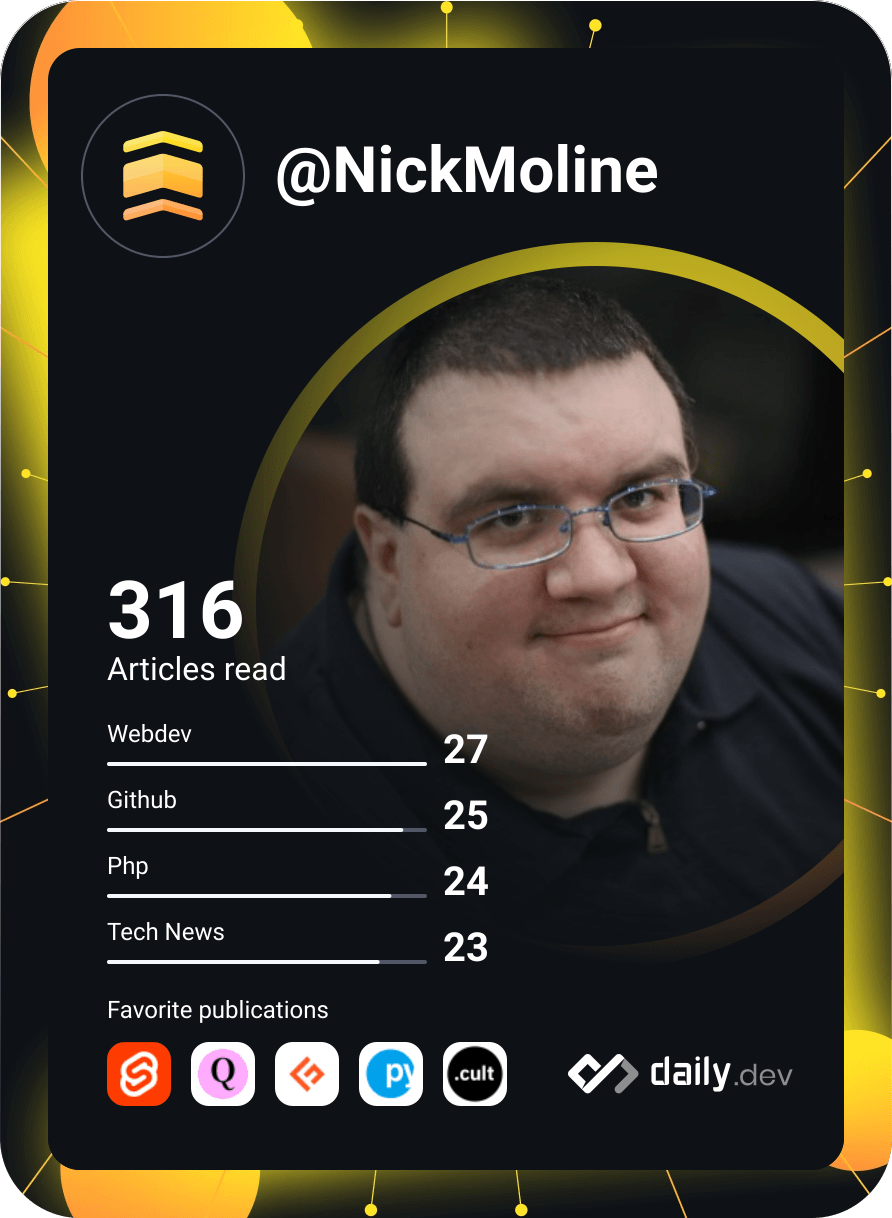 @NickMoline
316
Articles read
Webdev
27
Github
25
Php
24
Tech News
23
Favorite publications
Q
py
.cult
daily.dev